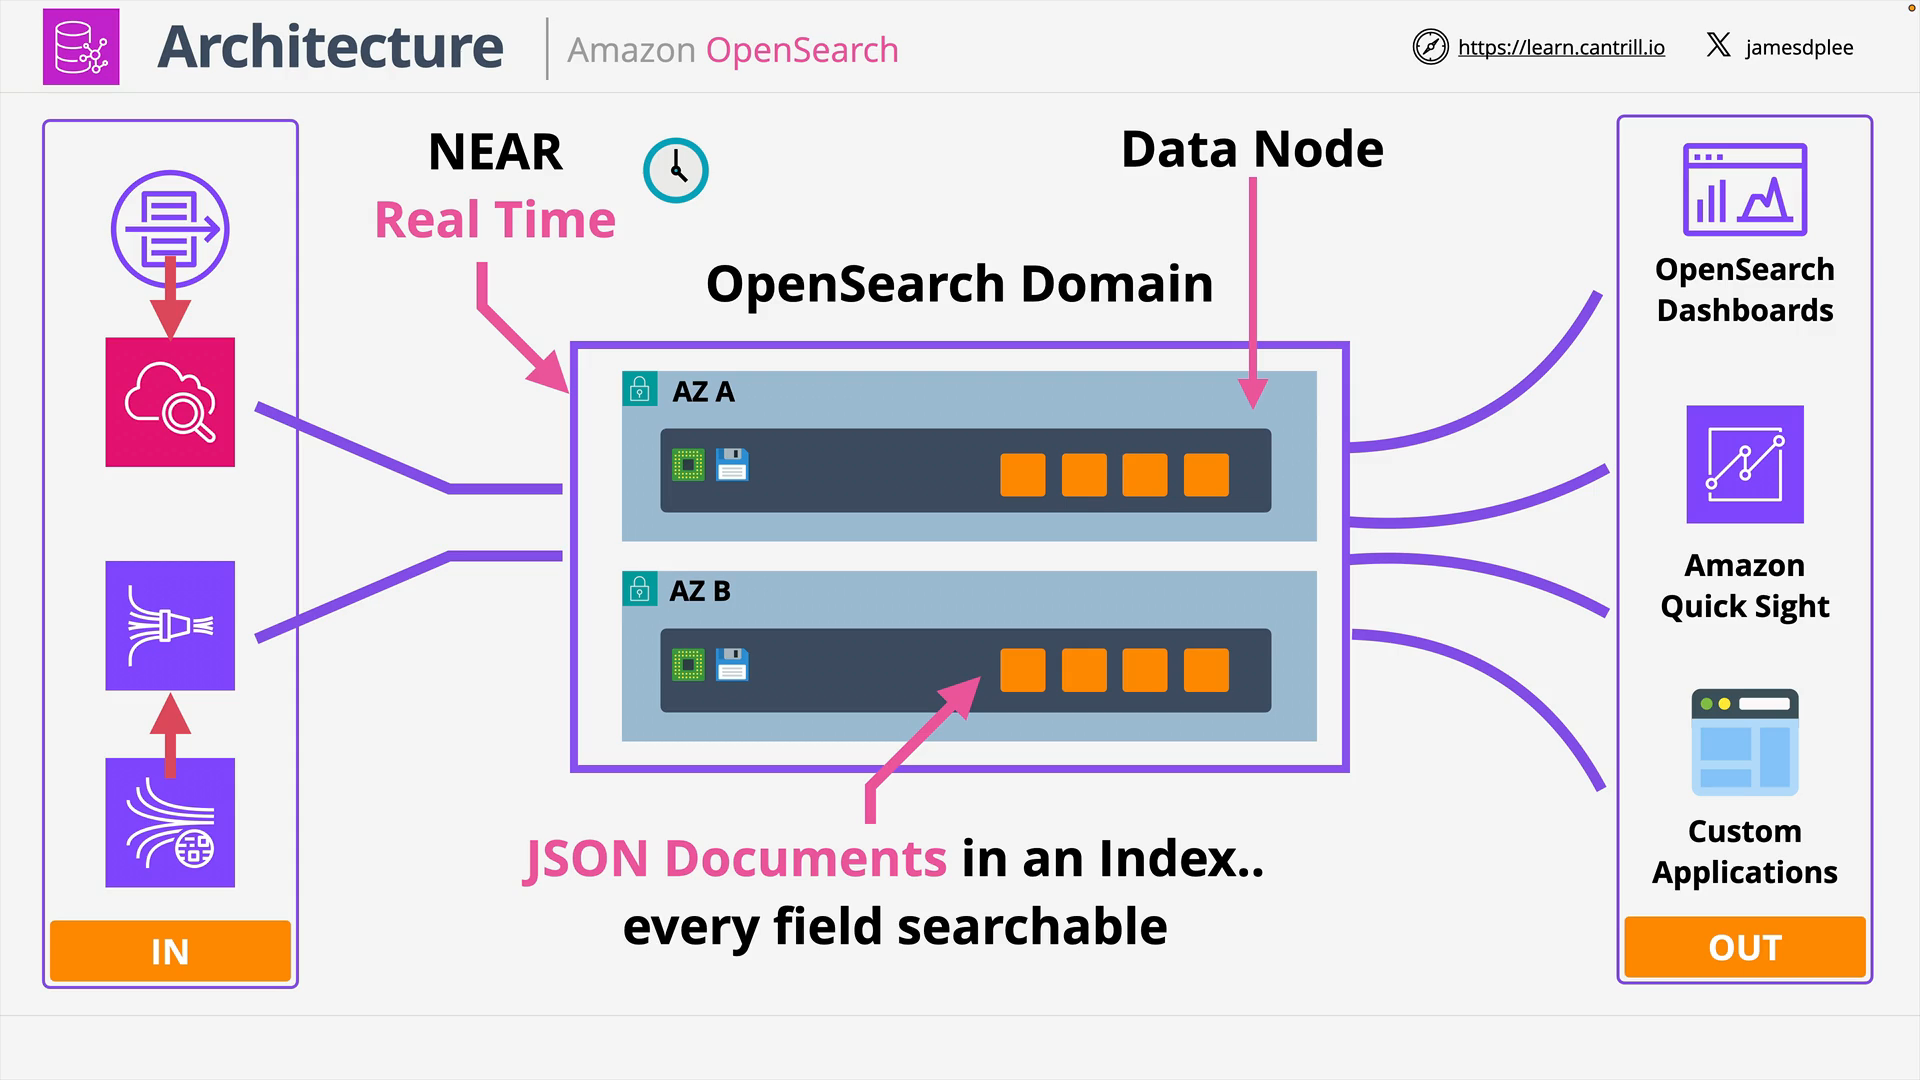 Architecture
Amazon OpenSearch
https://learn.cantrill.io
jamesdplee
NEAR
Real Time
Data Node
OpenSearch Domain
AZ A
AZ B
JSON Documents in an Index..
every field searchable
IN
OpenSearch
Dashboards
Amazon
Quick Sight
Custom
Applications
OUT